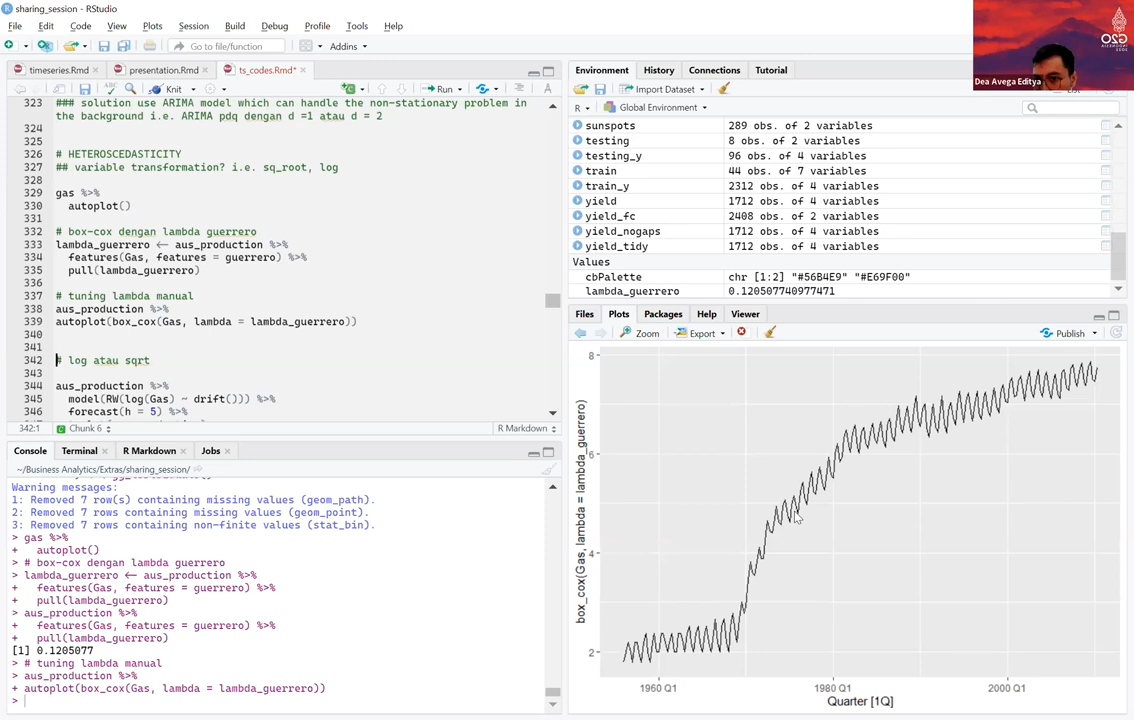 sharing_session - RStudio
File Edit Code View Plots Session Build Debug Profile Tools Help
Go to file/function Addins
timeseries.Rmd presentation.Rmd ts_codes.Rmd*
Knit Run
323 ### solution use ARIMA model which can handle the non-stationary problem in
the background i.e. ARIMA pdq dengan d =1 atau d = 2
324
325
326 # HETEROSCEDASTICITY
327 ## variable transformation? i.e. sq_root, log
328
329 gas %>%
330 autoplot()
331
332 # box-cox dengan lambda guerrero
333 lambda_guerrero <- aus_production %>%
334 features(Gas, features = guerrero) %>%
335 pull(lambda_guerrero)
336
337 # tuning lambda manual
338 aus_production %>%
339 autoplot(box_cox(Gas, lambda = lambda_guerrero))
340
341
342 # log atau sqrt
343
344 aus_production %>%
345 model(RW(log(Gas) ~ drift())) %>%
346 forecast(h = 5) %>%
342:1 Chunk 6 R Markdown
Console Terminal R Markdown Jobs
~/Business Analytics/Extras/sharing_session/
Warning messages:
1: Removed 7 row(s) containing missing values (geom_path).
2: Removed 7 rows containing missing values (geom_point).
3: Removed 7 rows containing non-finite values (stat_bin).
> gas %>%
+ autoplot()
> # box-cox dengan lambda guerrero
> lambda_guerrero <- aus_production %>%
+ features(Gas, features = guerrero) %>%
+ pull(lambda_guerrero)
> aus_production %>%
+ features(Gas, features = guerrero) %>%
+ pull(lambda_guerrero)
[1] 0.1205077
> # tuning lambda manual
> aus_production %>%
+ autoplot(box_cox(Gas, lambda = lambda_guerrero))
>
Environment History Connections Tutorial
Import Dataset
R Global Environment
sunspots 289 obs. of 2 variables
testing 8 obs. of 2 variables
testing_y 96 obs. of 4 variables
train 44 obs. of 7 variables
train_y 2312 obs. of 4 variables
yield 1712 obs. of 4 variables
yield_fc 2408 obs. of 2 variables
yield_nogaps 1712 obs. of 4 variables
yield_tidy 1712 obs. of 4 variables
Values
cbPalette chr [1:2] "#56B4E9" "#E69F00"
lambda_guerrero 0.120507740977471
Files Plots Packages Help Viewer
Zoom Export Publish
8
6
4
2
box_cox(Gas, lambda = lambda_guerrero)
1960 Q1 1980 Q1 2000 Q1
Quarter [1Q]
G20
Dea Avega Editya